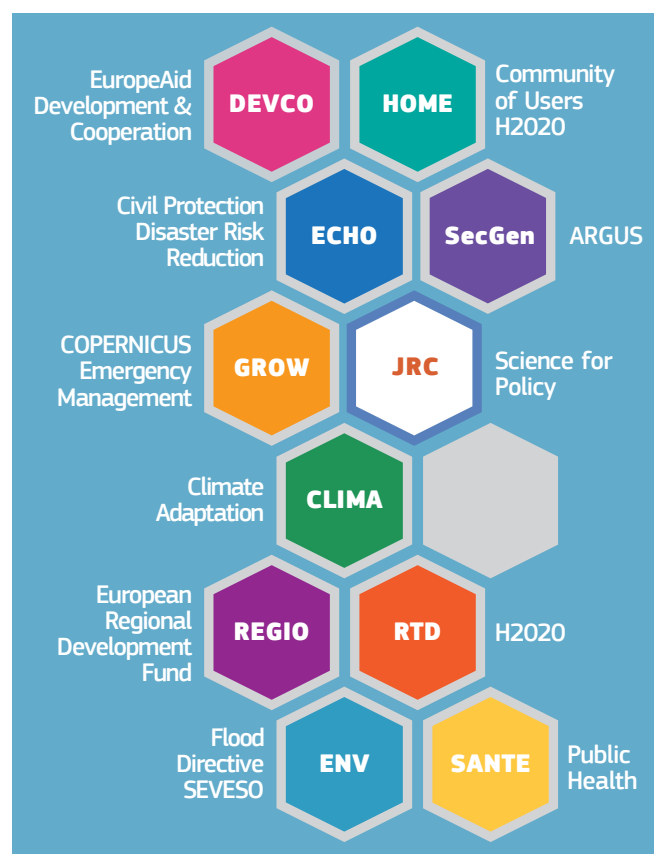 EuropeAid
Development &
Cooperation
DEVCO
HOME
Community
of Users
H2020
Civil Protection
Disaster Risk
Reduction
ECHO
SecGen
ARGUS
COPERNICUS
Emergency
Management
GROW
JRC
Science for
Policy
Climate
Adaptation
CLIMA
European
Regional
Development
Fund
REGIO
RTD
H2020
Flood
Directive
SEVESO
ENV
SANTE
Public
Health